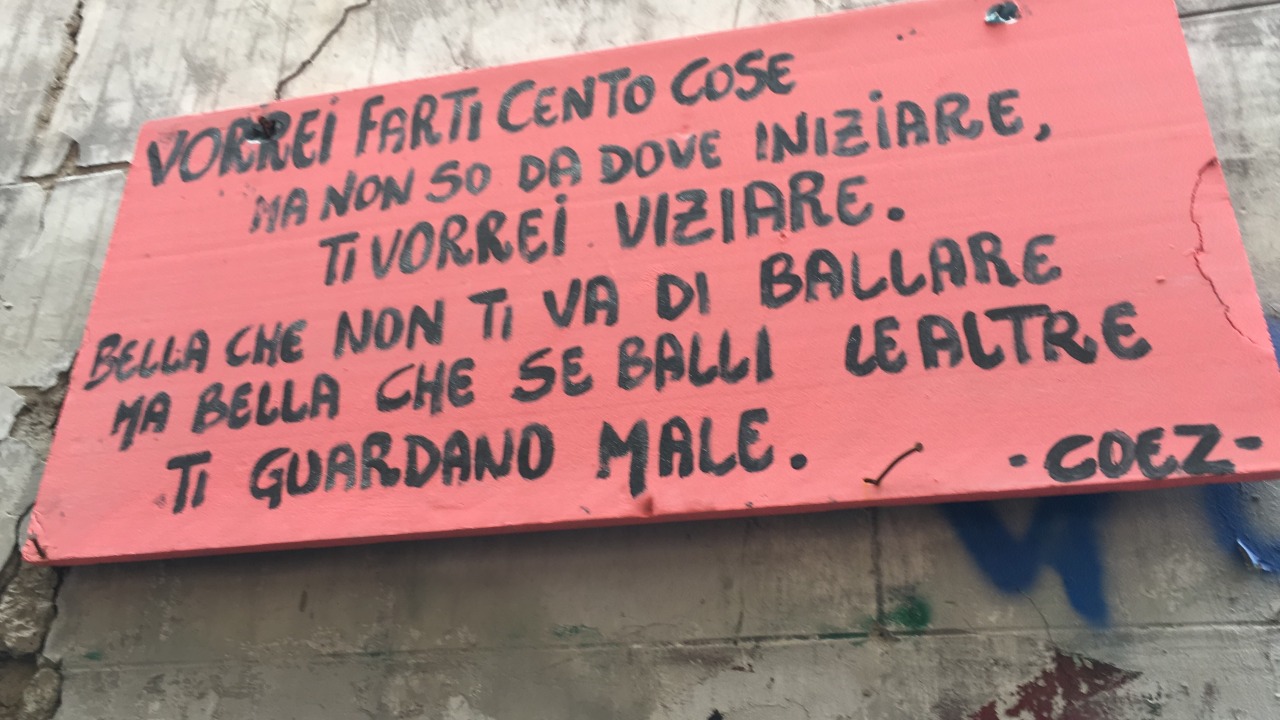 VORREI FARTI CENTO COSE
MA NON SO DA DOVE INIZIARE,
TI VORREI VIZIARE.
BELLA CHE NON TI VA DI BALLARE
MA BELLA CHE SE BALLI LE ALTRE
TI GUARDANO MALE.
-COEZ-